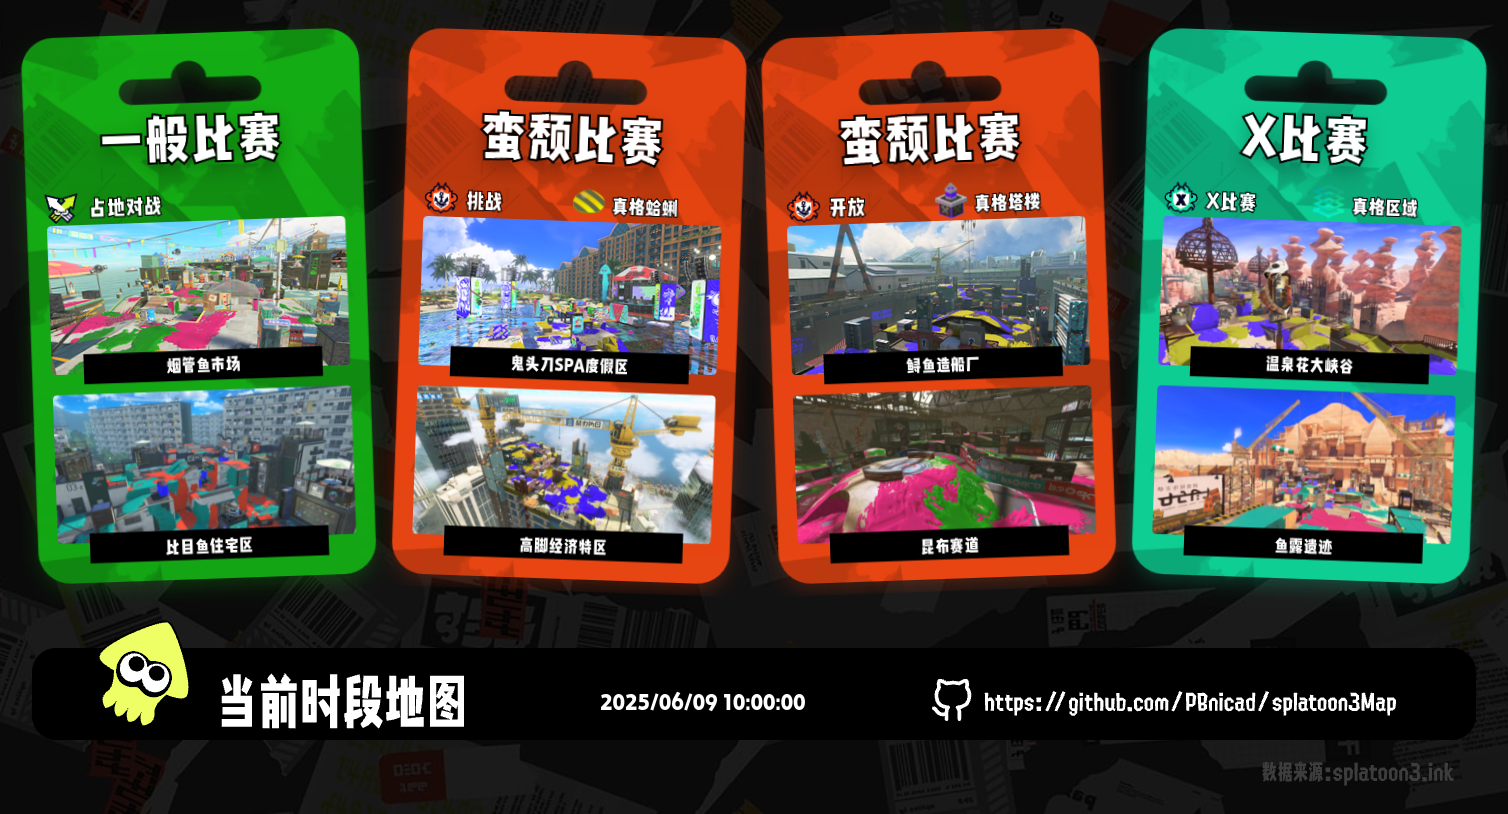 一般比赛
占地对战
烟管鱼市场
比目鱼住宅区
蛮颓比赛
挑战
真格蛤蜊
鬼头刀SPA度假区
高脚经济特区
蛮颓比赛
开放
真格塔楼
鲟鱼造船厂
昆布赛道
X比赛
X比赛
真格区域
温泉花大峡谷
鱼露遗迹
当前时段地图
2025/06/09 10:00:00
https://github.com/PBnicad/splatoon3Map
数据来源:splatoon3.ink